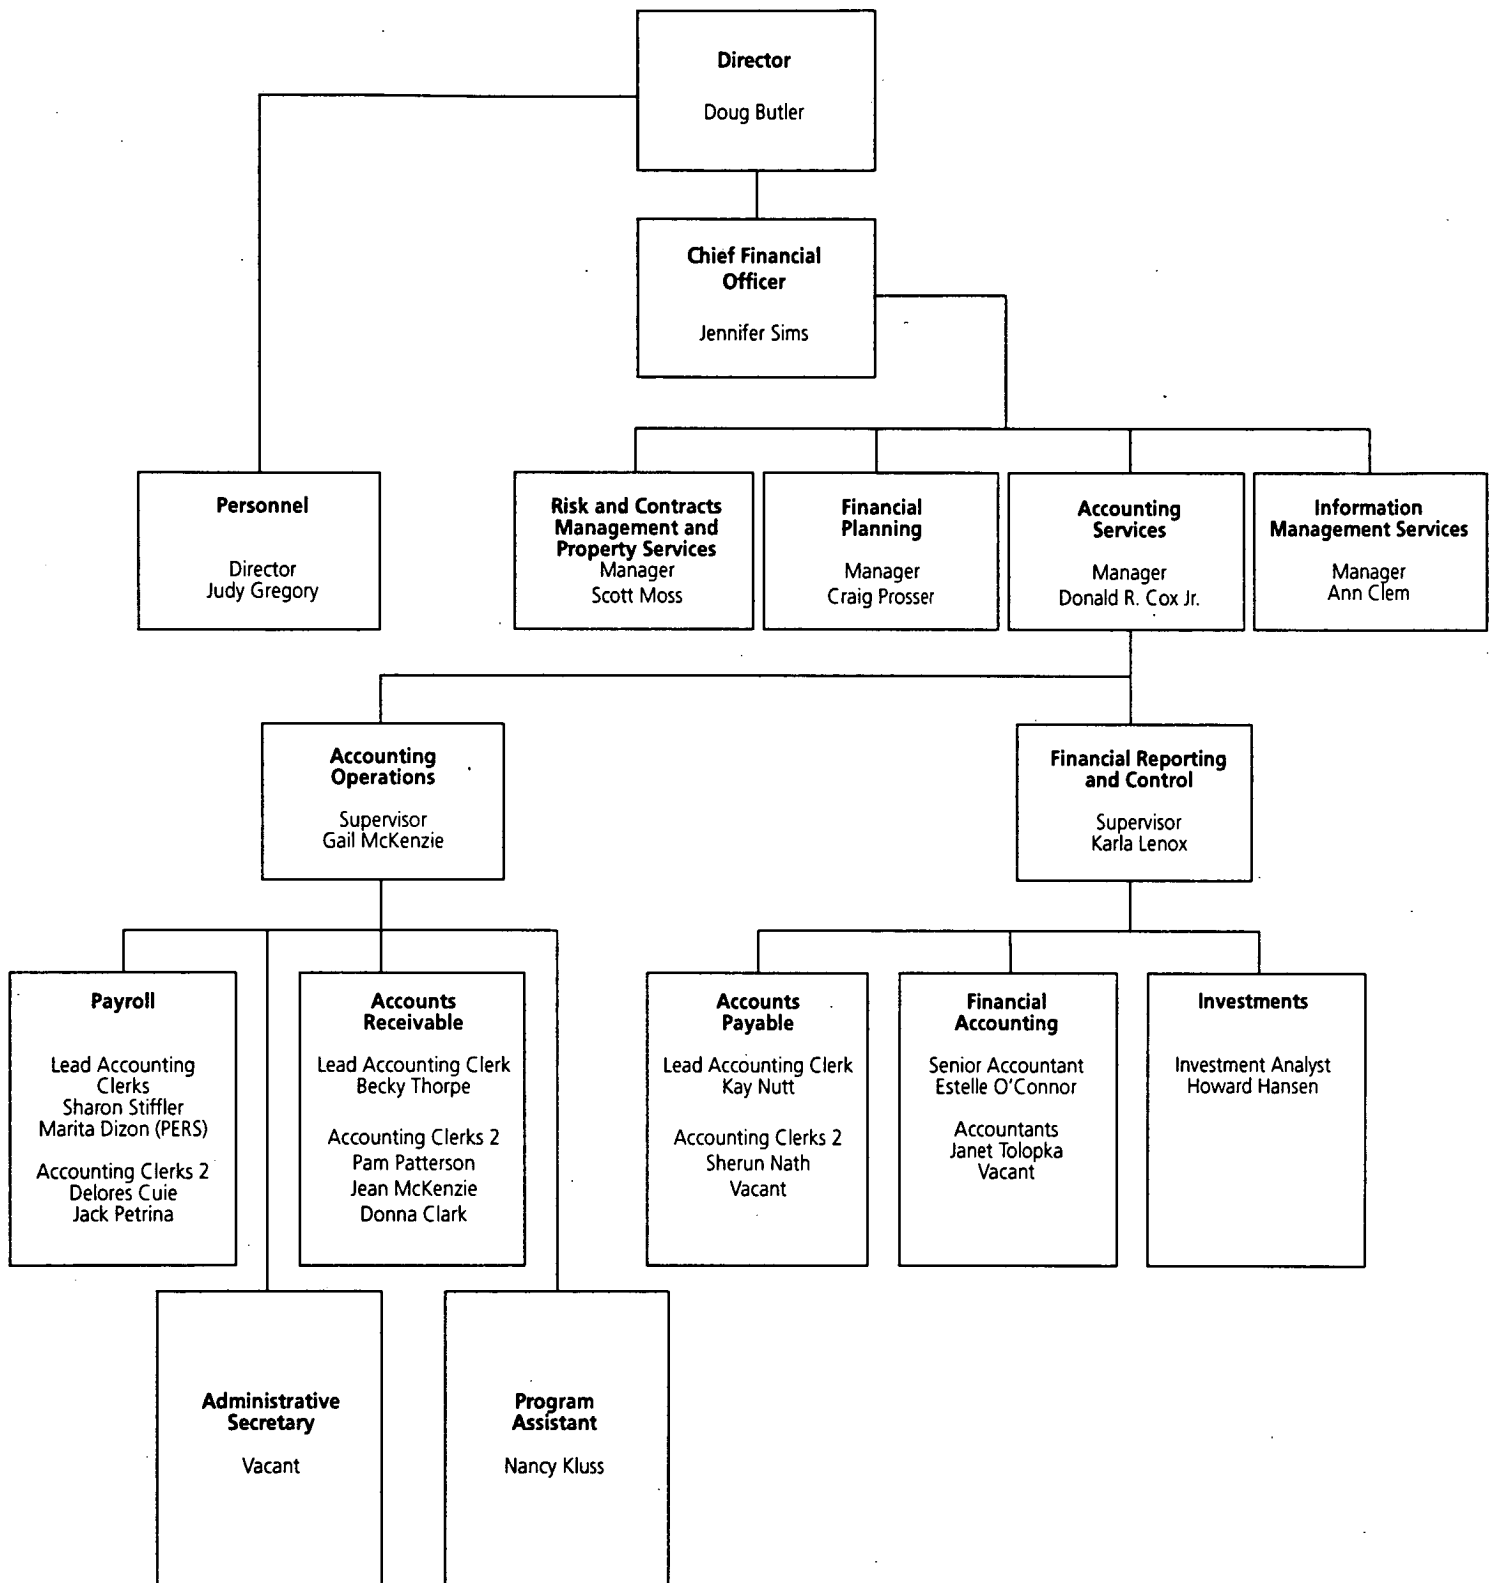 Director
Doug Butler
Chief Financial
Officer
Jennifer Sims
Personnel
Director
Judy Gregory
Risk and Contracts
Management and
Property Services
Manager
Scott Moss
Financial
Planning
Manager
Craig Prosser
Accounting
Services
Manager
Donald R. Cox Jr.
Information
Management Services
Manager
Ann Clem
Accounting
Operations
Supervisor
Gail McKenzie
Financial Reporting
and Control
Supervisor
Karla Lenox
Payroll
Lead Accounting
Clerks
Sharon Stiffler
Marita Dizon (PERS)
Accounting Clerks 2
Delores Cuie
Jack Petrina
Accounts
Receivable
Lead Accounting Clerk
Becky Thorpe
Accounting Clerks 2
Pam Patterson
Jean McKenzie
Donna Clark
Accounts
Payable
Lead Accounting Clerk
Kay Nutt
Accounting Clerks 2
Sherun Nath
Vacant
Financial
Accounting
Senior Accountant
Estelle O'Connor
Accountants
Janet Tolopka
Vacant
Investments
Investment Analyst
Howard Hansen
Administrative
Secretary
Vacant
Program
Assistant
Nancy Kluss